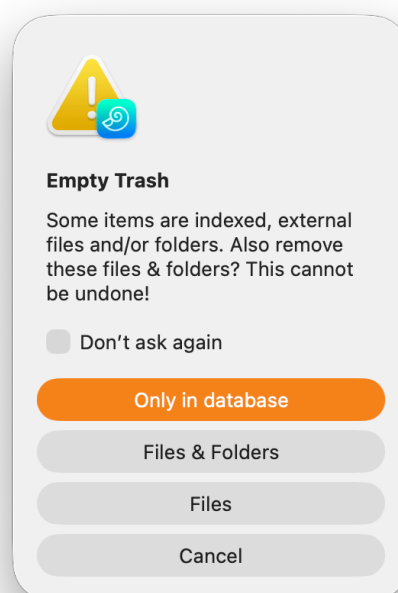 Empty Trash
Some items are indexed, external
files and/or folders. Also remove
these files & folders? This cannot
be undone!
Don’t ask again
Only in database
Files & Folders
Files
Cancel